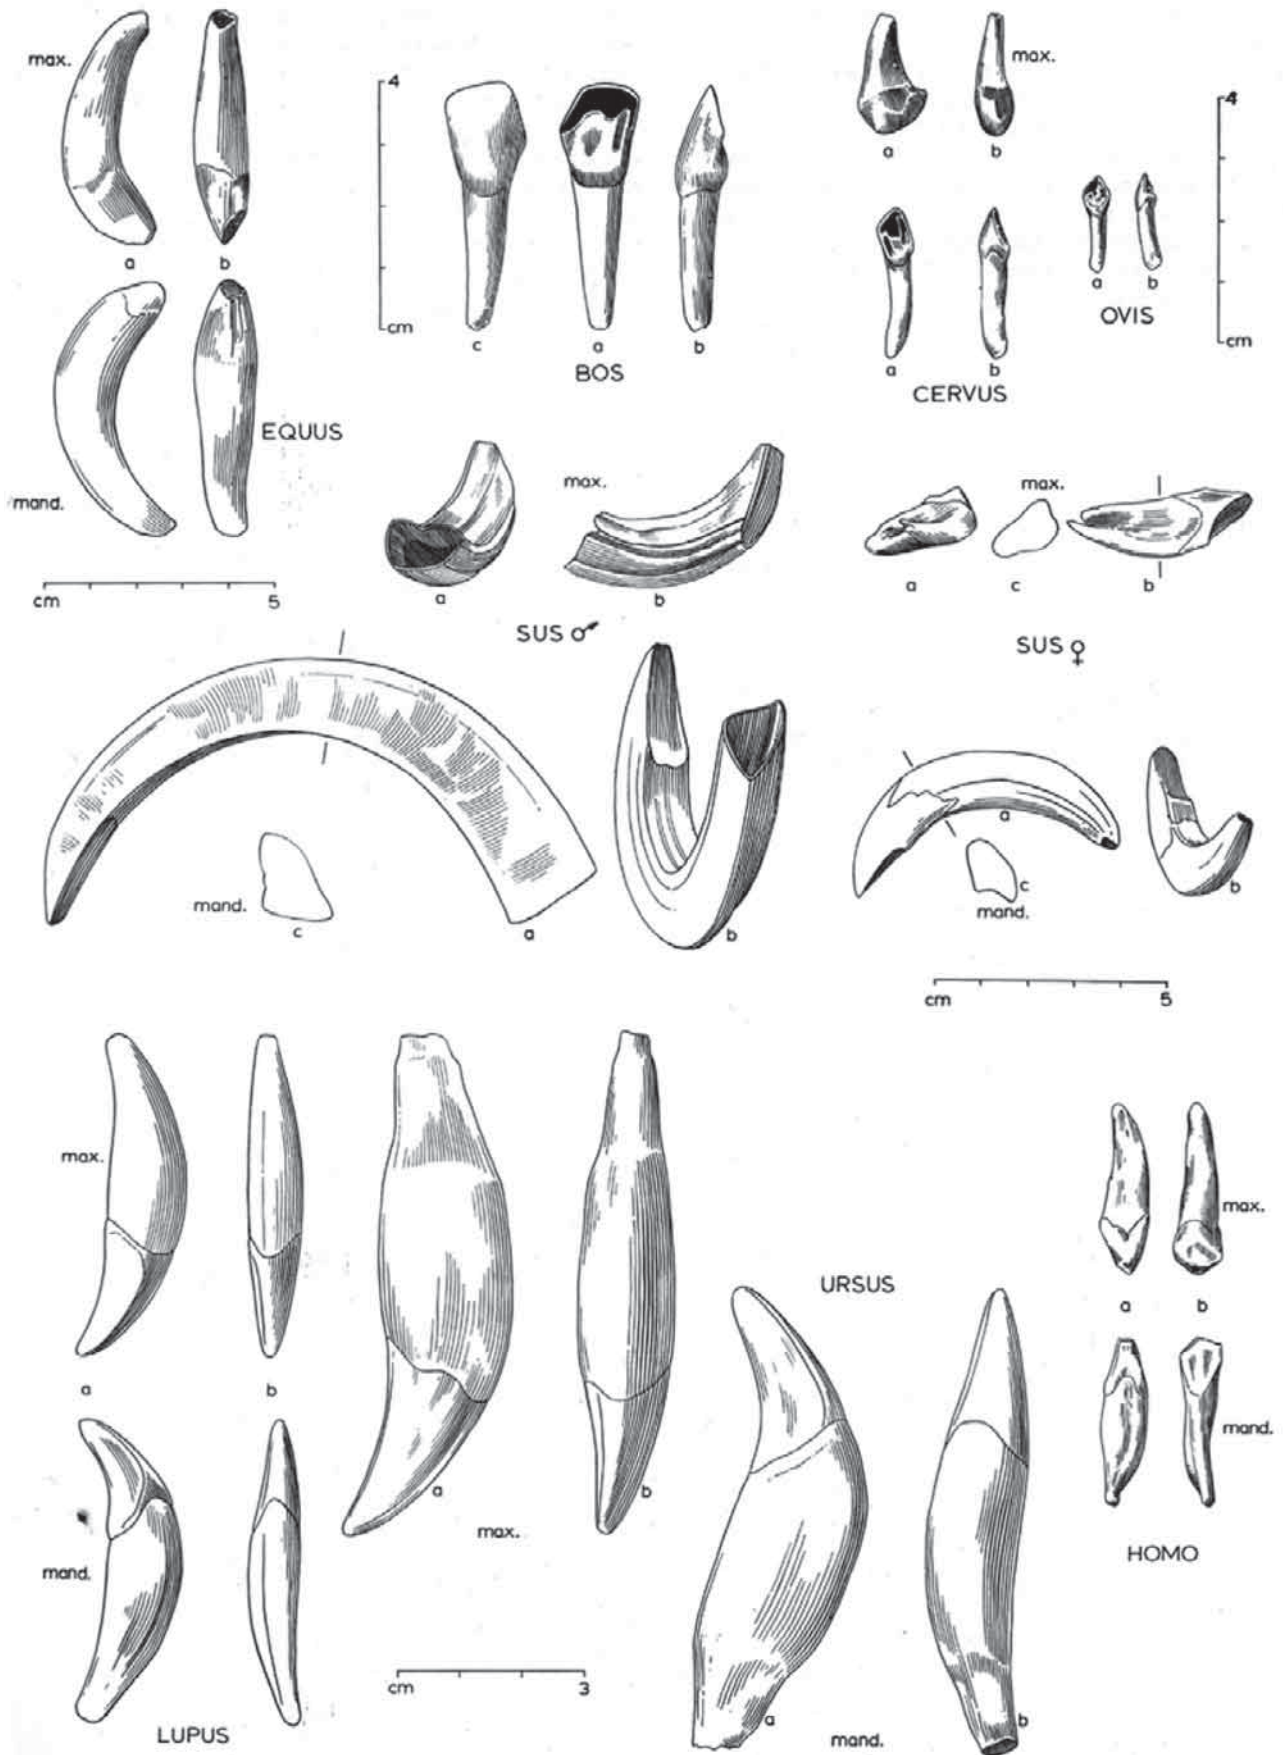 max.
a
b
mand.
EQUUS
cm 5
4
cm
c
a
b
BOS
max.
a
b
a
b
CERVUS
a
b
OVIS
4
cm
max.
a
b
SUS ♂
mand.
c
a
b
max.
a
c
b
SUS ♀
a
c
mand.
b
cm 5
max.
a
b
mand.
LUPUS
a
b
max.
cm 3
URSUS
a
mand.
b
max.
a
b
mand.
HOMO